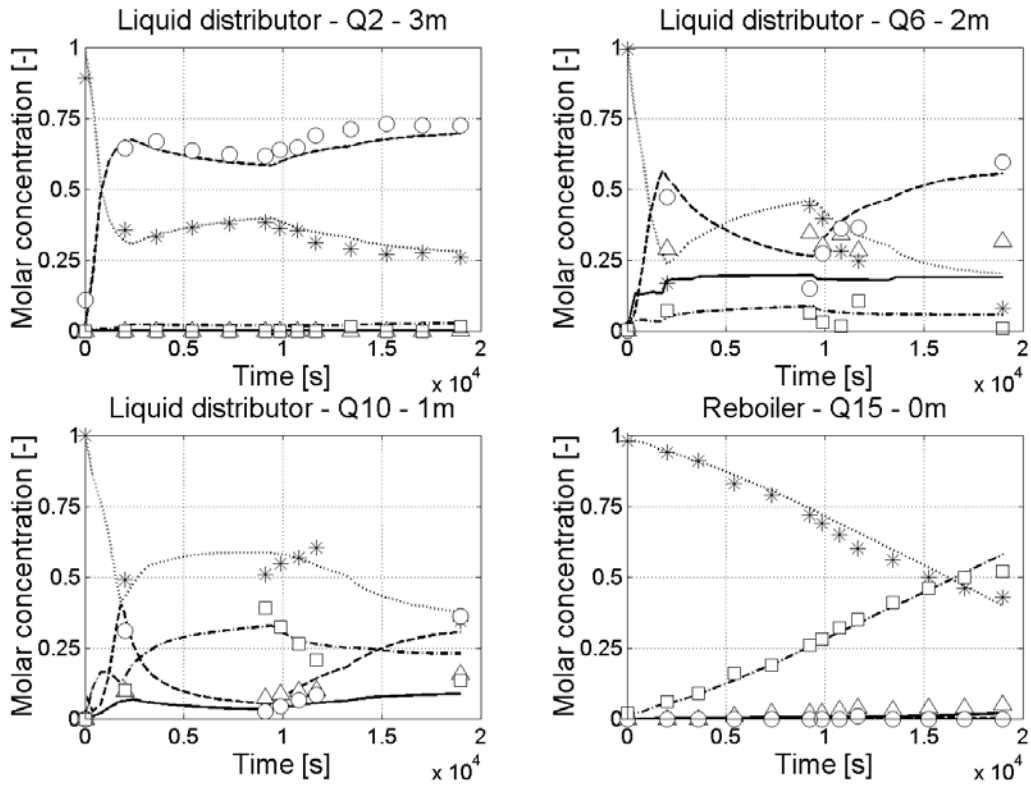 Liquid distributor - Q2 - 3m
Molar concentration [-]
1
0.75
0.5
0.25
0
0 0.5 1 1.5 2
Time [s]
x 10^4
Liquid distributor - Q6 - 2m
Molar concentration [-]
1
0.75
0.5
0.25
0
0 0.5 1 1.5 2
Time [s]
x 10^4
Liquid distributor - Q10 - 1m
Molar concentration [-]
1
0.75
0.5
0.25
0
0 0.5 1 1.5 2
Time [s]
x 10^4
Reboiler - Q15 - 0m
Molar concentration [-]
1
0.75
0.5
0.25
0
0 0.5 1 1.5 2
Time [s]
x 10^4